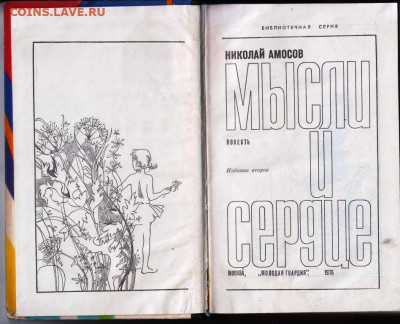 COINS.LAVE.RU
БИБЛИОТЕЧНАЯ СЕРИЯ
НИКОЛАЙ АМОСОВ
Мысли
ПОВЕСТЬ
Издание второе
и
сердце
МОСКВА, „МОЛОДАЯ ГВАРДИЯ“, 1976